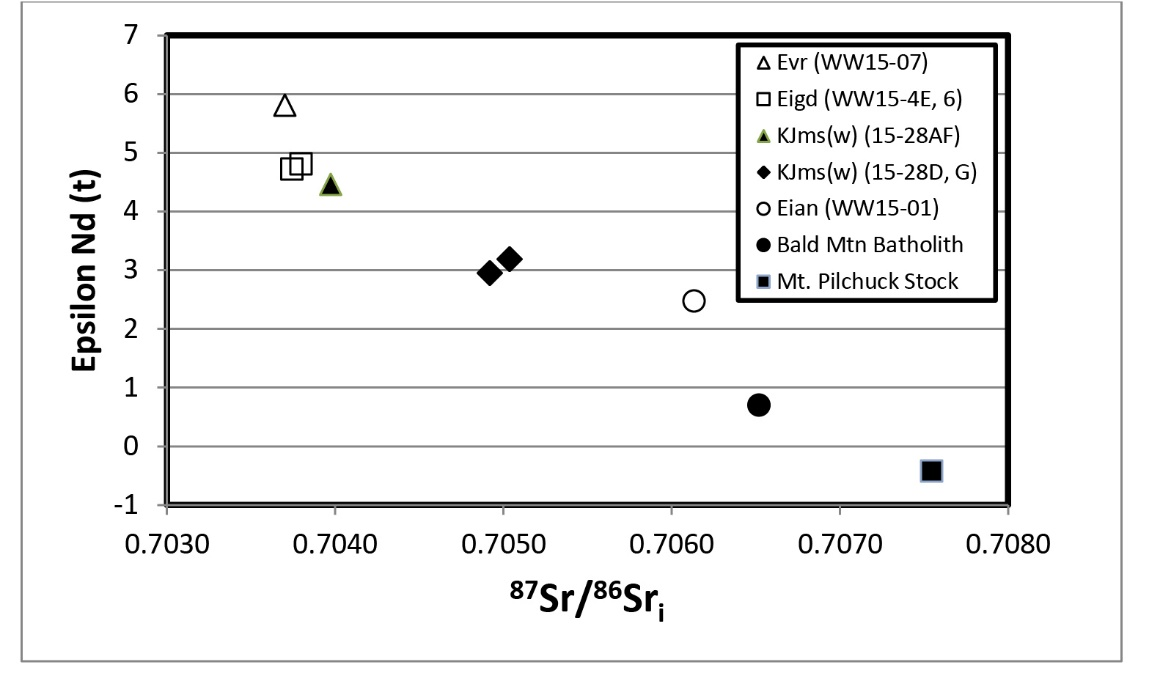 7
6
5
4
3
2
1
0
-1
Epsilon Nd (t)
Evr (WW15-07)
Eigd (WW15-4E, 6)
KJms(w) (15-28AF)
KJms(w) (15-28D, G)
Eian (WW15-01)
Bald Mtn Batholith
Mt. Pilchuck Stock
0.7030 0.7040 0.7050 0.7060 0.7070 0.7080
⁸⁷Sr/⁸⁶Srᵢ